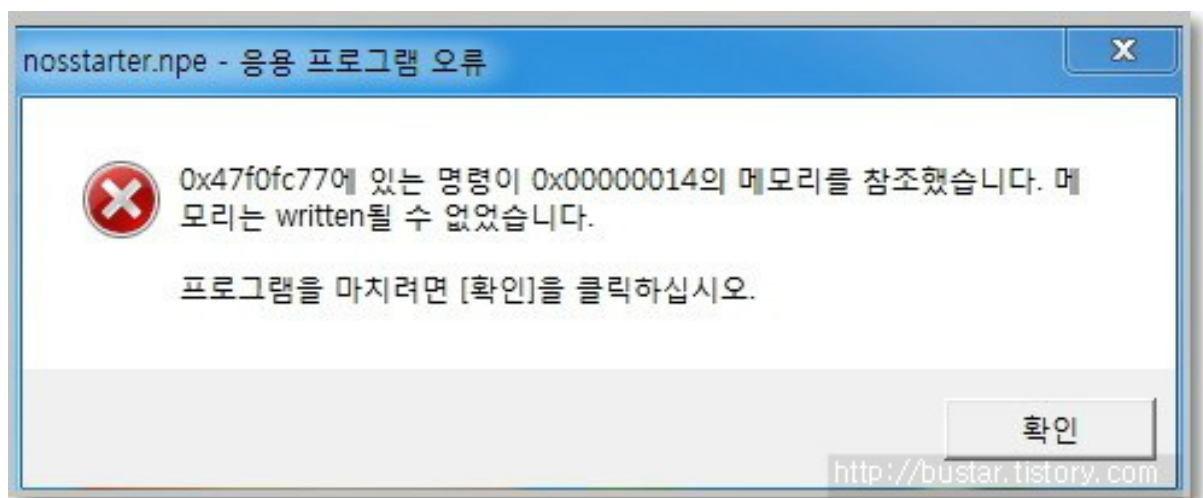 nosstarter.npe - 응용 프로그램 오류
0x47f0fc77에 있는 명령이 0x00000014의 메모리를 참조했습니다. 메
모리는 written될 수 없었습니다.
프로그램을 마치려면 [확인]을 클릭하십시오.
확인
http://bustar.tistory.com